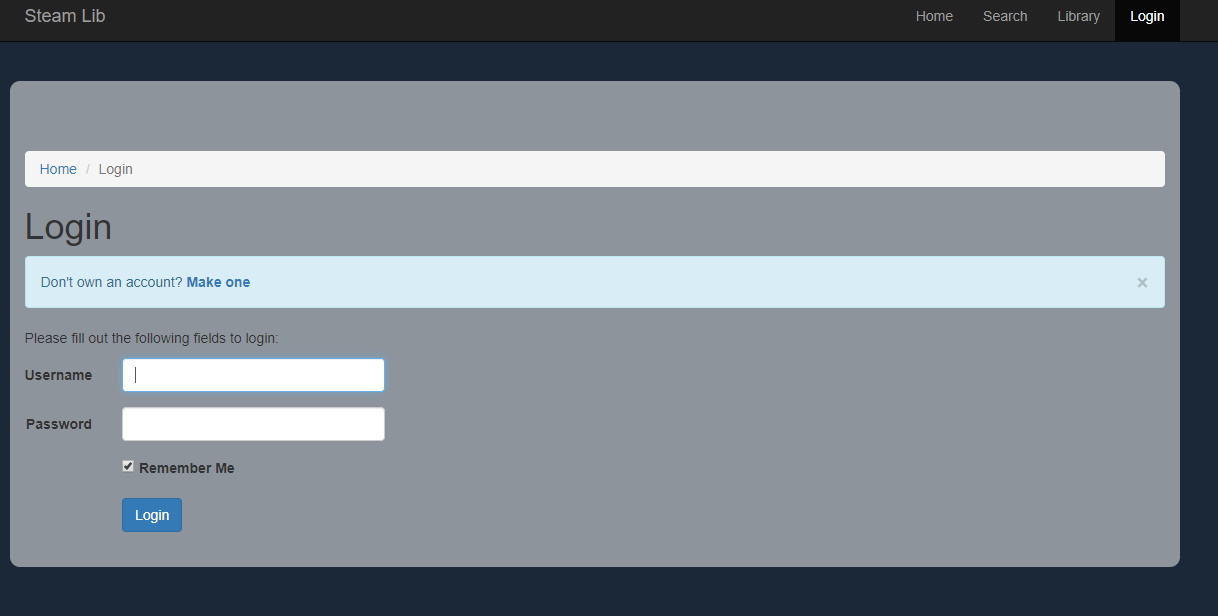 Steam Lib Home Search Library Login
Home / Login
Login
Don't own an account? Make one ×
Please fill out the following fields to login:
Username
Password
Remember Me
Login